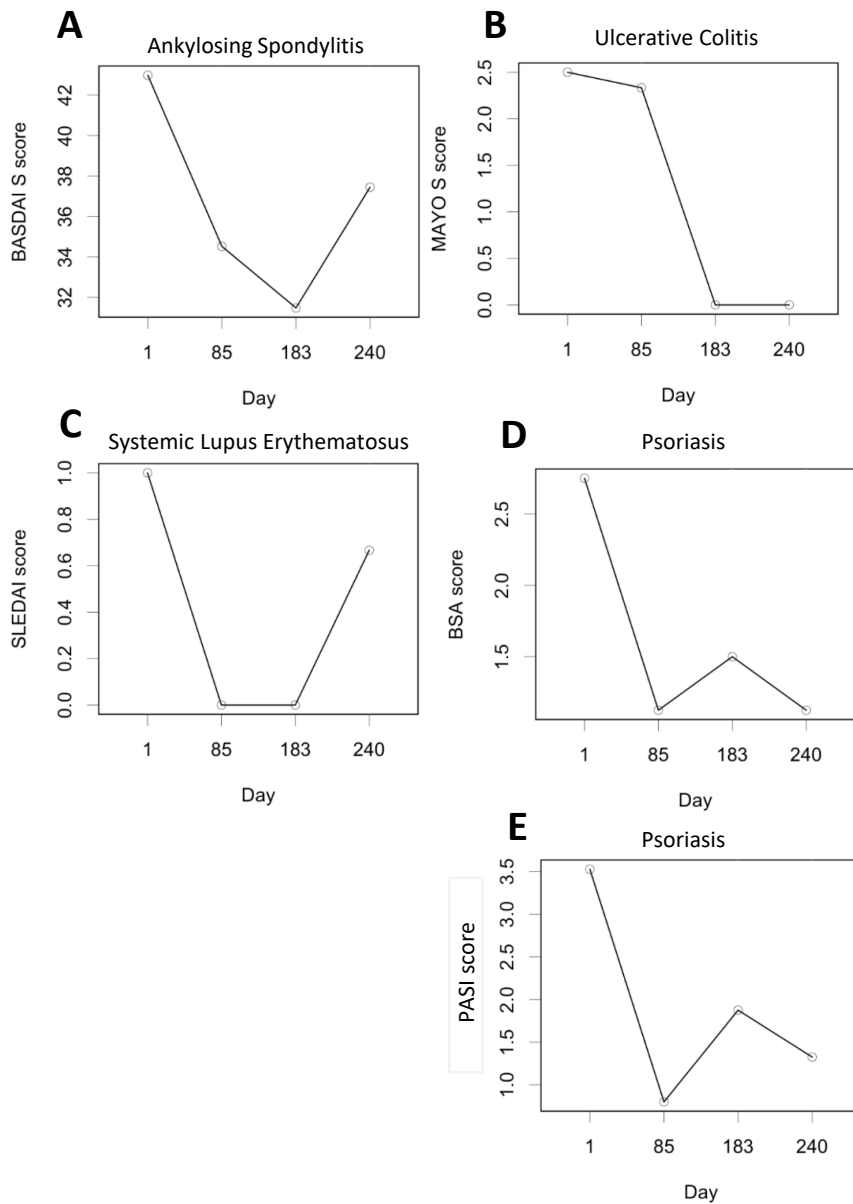 A
Ankylosing Spondylitis
BASDAI S score
42
40
38
36
34
32
1 85 183 240
Day
B
Ulcerative Colitis
MAYO S score
2.5
2.0
1.5
1.0
0.5
0.0
1 85 183 240
Day
C
Systemic Lupus Erythematosus
SLEDAI score
1.0
0.8
0.6
0.4
0.2
0.0
1 85 183 240
Day
D
Psoriasis
BSA score
2.5
2.0
1.5
1 85 183 240
Day
E
Psoriasis
PASI score
3.5
3.0
2.5
2.0
1.5
1.0
1 85 183 240
Day